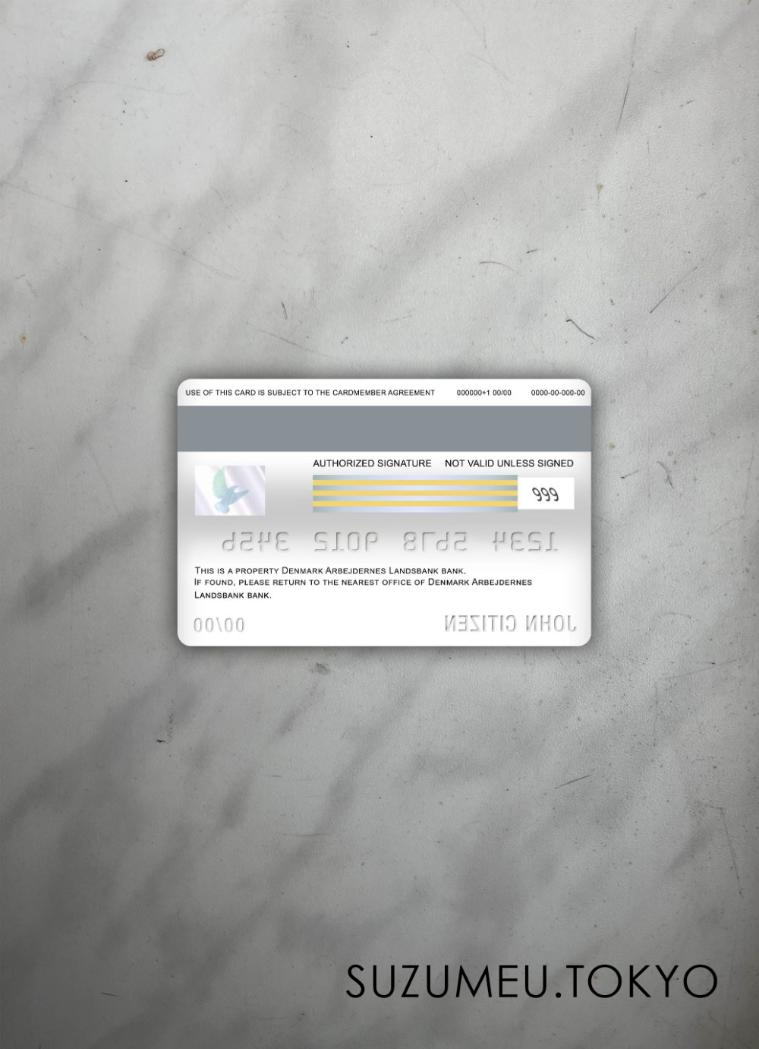 USE OF THIS CARD IS SUBJECT TO THE CARDMEMBER AGREEMENT 000000+1 00/00 0000-00-000-00
AUTHORIZED SIGNATURE NOT VALID UNLESS SIGNED
999
1234 5678 9012 3456
THIS IS A PROPERTY DENMARK ARBEJDERNES LANDSBANK BANK.
IF FOUND, PLEASE RETURN TO THE NEAREST OFFICE OF DENMARK ARBEJDERNES
LANDSBANK BANK.
00/00 JOHN CITIZEN
SUZUMEU.TOKYO